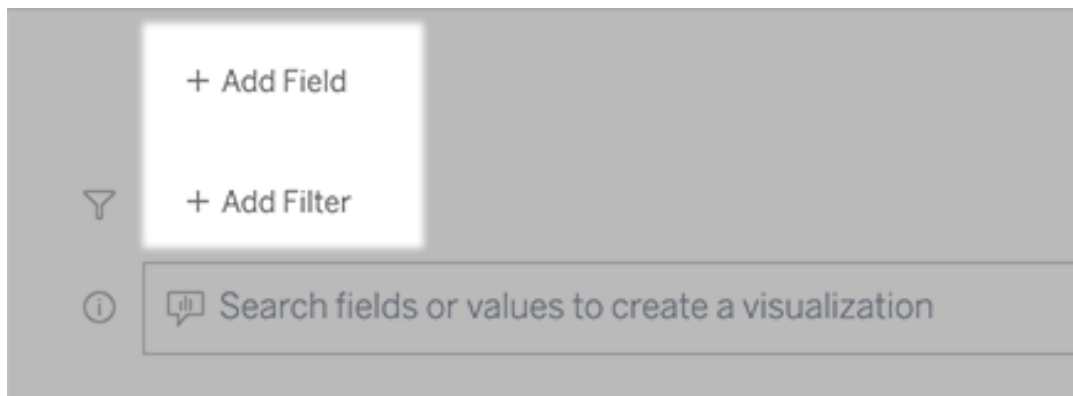 + Add Field
+ Add Filter
Search fields or values to create a visualization